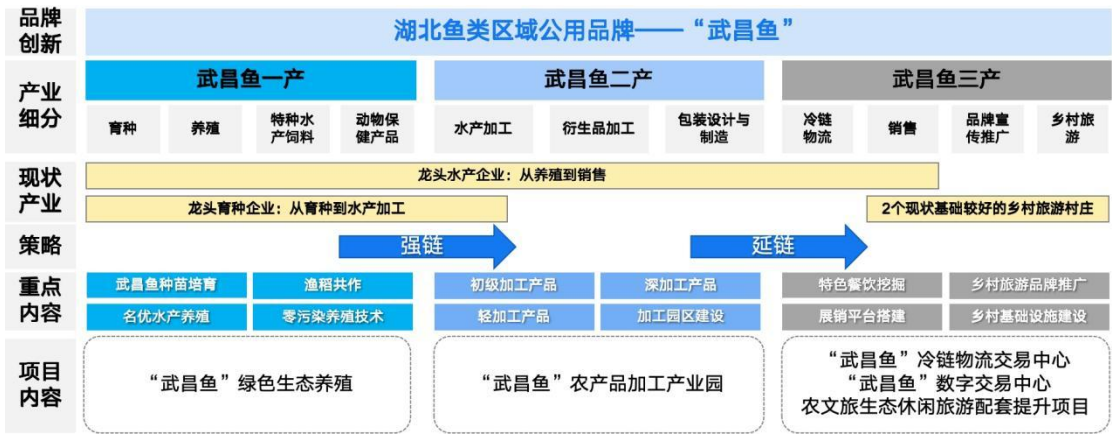 品牌
创新
湖北鱼类区域公用品牌——“武昌鱼”
产业
细分
武昌鱼一产
武昌鱼二产
武昌鱼三产
育种
养殖
特种水
产饲料
动物保
健产品
水产加工
衍生品加工
包装设计与
制造
冷链
物流
销售
品牌宣
传推广
乡村旅
游
现状
产业
龙头水产企业：从养殖到销售
龙头育种企业：从育种到水产加工
2个现状基础较好的乡村旅游村庄
策略
强链
延链
重点
内容
武昌鱼种苗培育
渔稻共作
初级加工产品
深加工产品
特色餐饮挖掘
乡村旅游品牌推广
名优水产养殖
零污染养殖技术
轻加工产品
加工园区建设
展销平台搭建
乡村基础设施建设
项目
内容
“武昌鱼”绿色生态养殖
“武昌鱼”农产品加工产业园
“武昌鱼”冷链物流交易中心
“武昌鱼”数字交易中心
农文旅生态休闲旅游配套提升项目